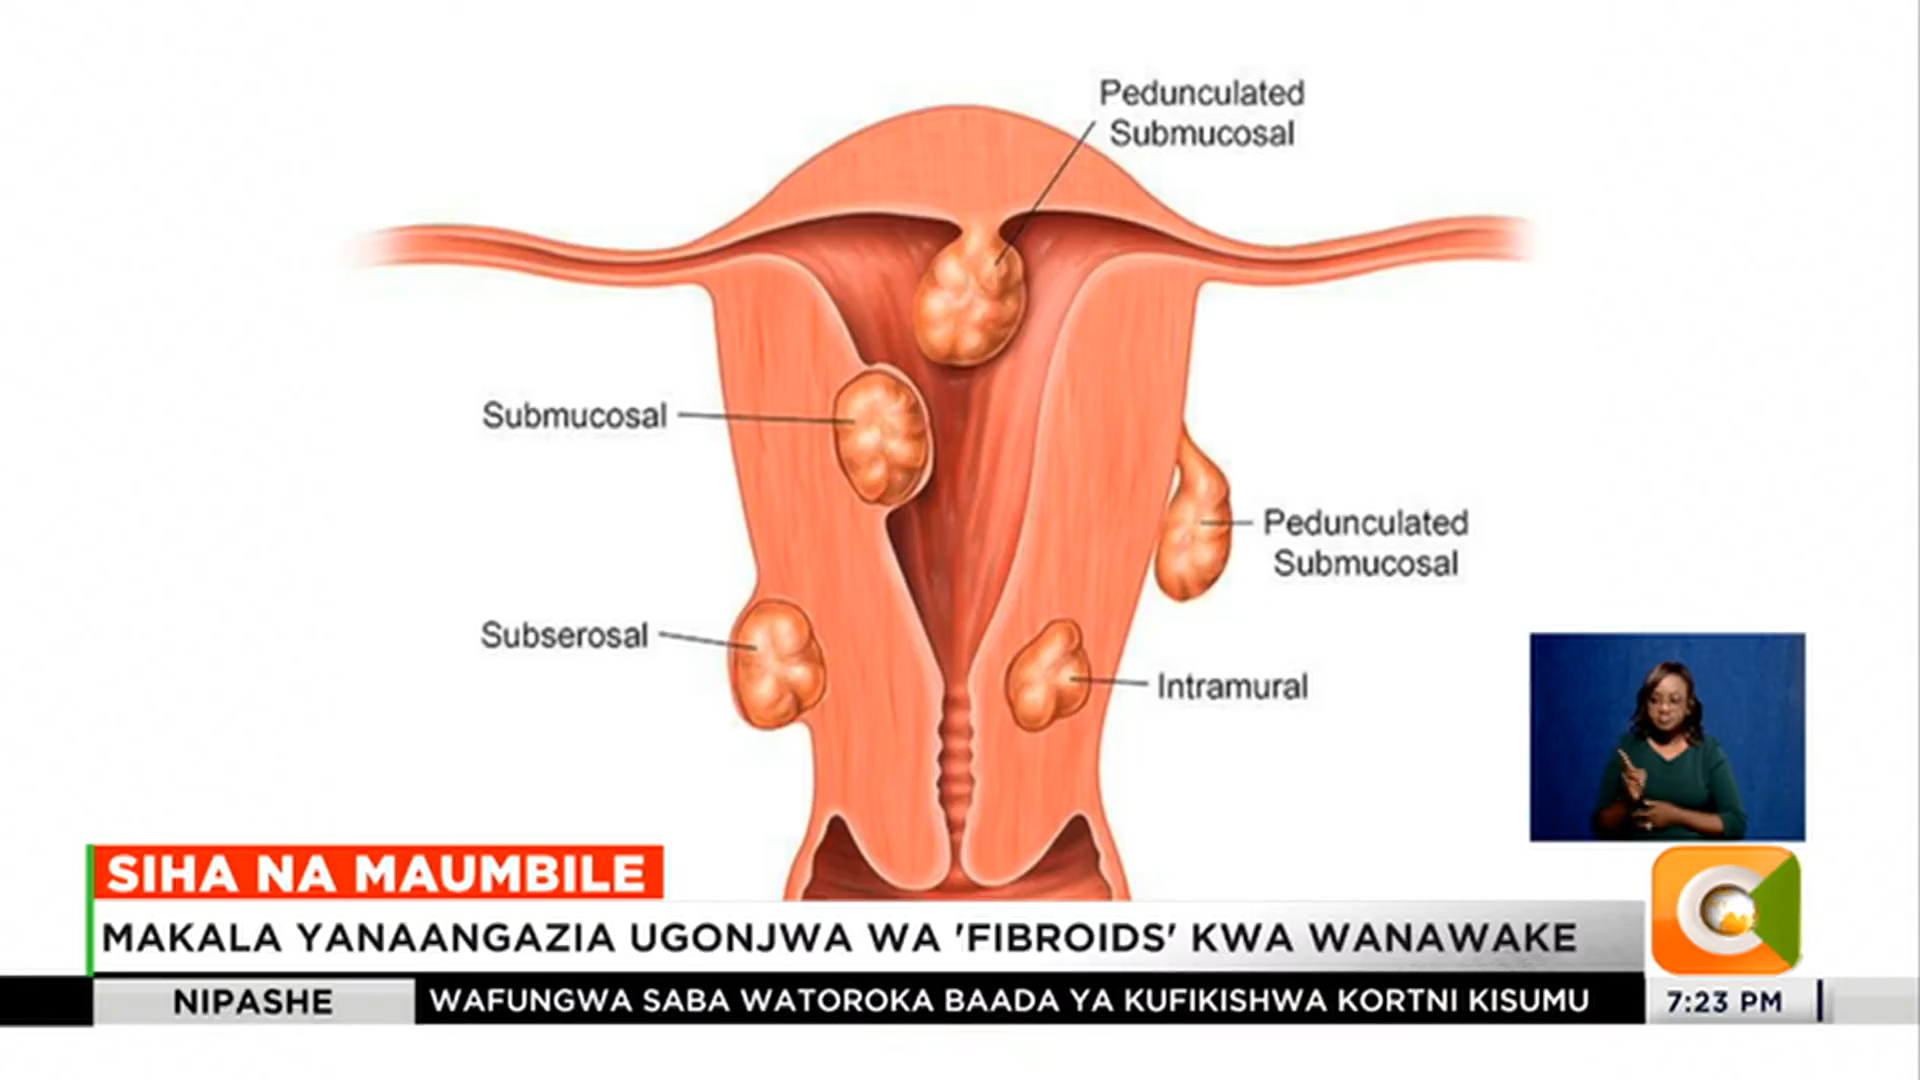 Pedunculated
Submucosal
Submucosal
Pedunculated
Submucosal
Subserosal
Intramural
SIHA NA MAUMBILE
MAKALA YANAANGAZIA UGONJWA WA 'FIBROIDS' KWA WANAWAKE
NIPASHE
WAFUNGWA SABA WATOROKA BAADA YA KUFIKISHWA KORTNI KISUMU
7:23 PM